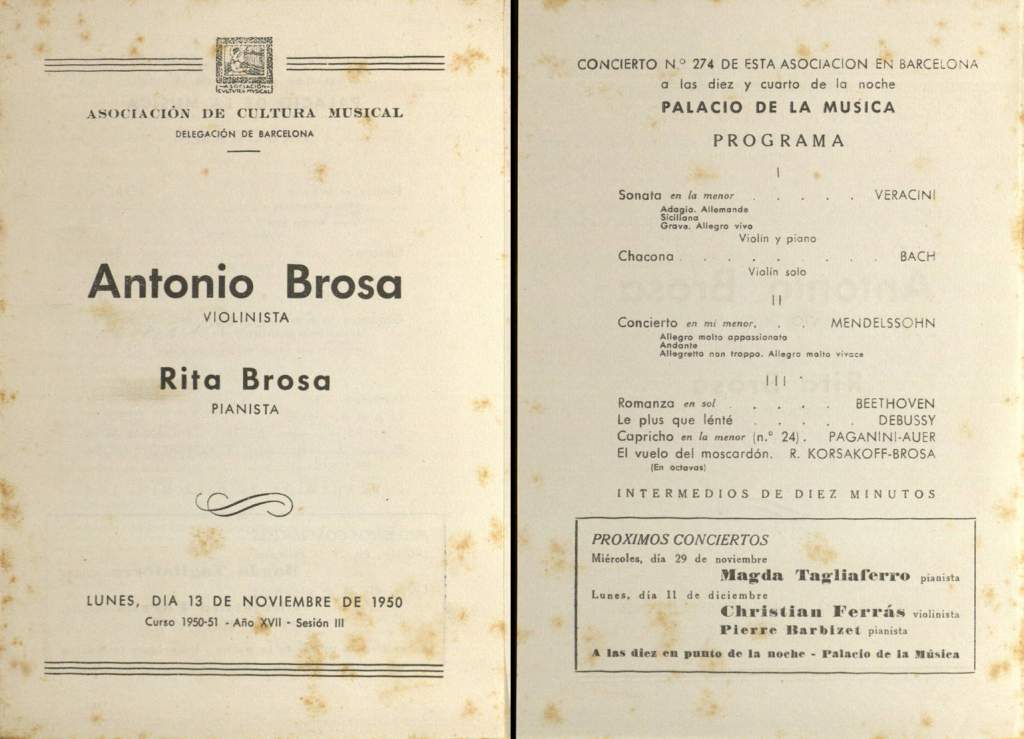 ASOCIACIÓN DE CULTURA MUSICAL
DELEGACIÓN DE BARCELONA
Antonio Brosa
VIOLINISTA
Rita Brosa
PIANISTA
LUNES, DIA 13 DE NOVIEMBRE DE 1950
Curso 1950-51 - Año XVII - Sesión III
CONCIERTO N.º 274 DE ESTA ASOCIACION EN BARCELONA
a las diez y cuarto de la noche
PALACIO DE LA MUSICA
PROGRAMA
I
Sonata en la menor . . . . . VERACINI
Adagio. Allemande
Siciliana
Grave. Allegro vivo
Violín y piano
Chacona . . . . . . . . BACH
Violín solo
II
Concierto en mi menor. . . MENDELSSOHN
Allegro molto appassionato
Andante
Allegretto non troppo. Allegro molto vivace
III
Romanza en sol . . . . . BEETHOVEN
Le plus que lénté . . . . . DEBUSSY
Capricho en la menor (n.º 24) . PAGANINI-AUER
El vuelo del moscardón. R. KORSAKOFF-BROSA
(En octavas)
INTERMEDIOS DE DIEZ MINUTOS
PROXIMOS CONCIERTOS
Miércoles, día 29 de noviembre
Magda Tagliaferro pianista
Lunes, día 11 de diciembre
Christian Ferrás violinista
Pierre Barbizet pianista
A las diez en punto de la noche - Palacio de la Música